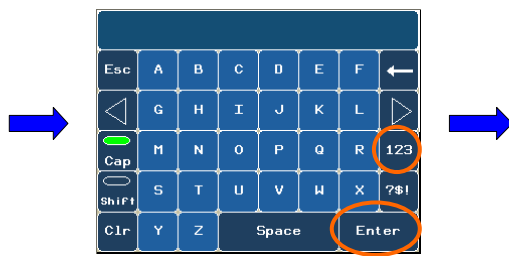 Esc A B C D E F
G H I J K L
Cap M N O P Q R 123
Shift S T U V W X ?$!
Clr Y Z Space Enter